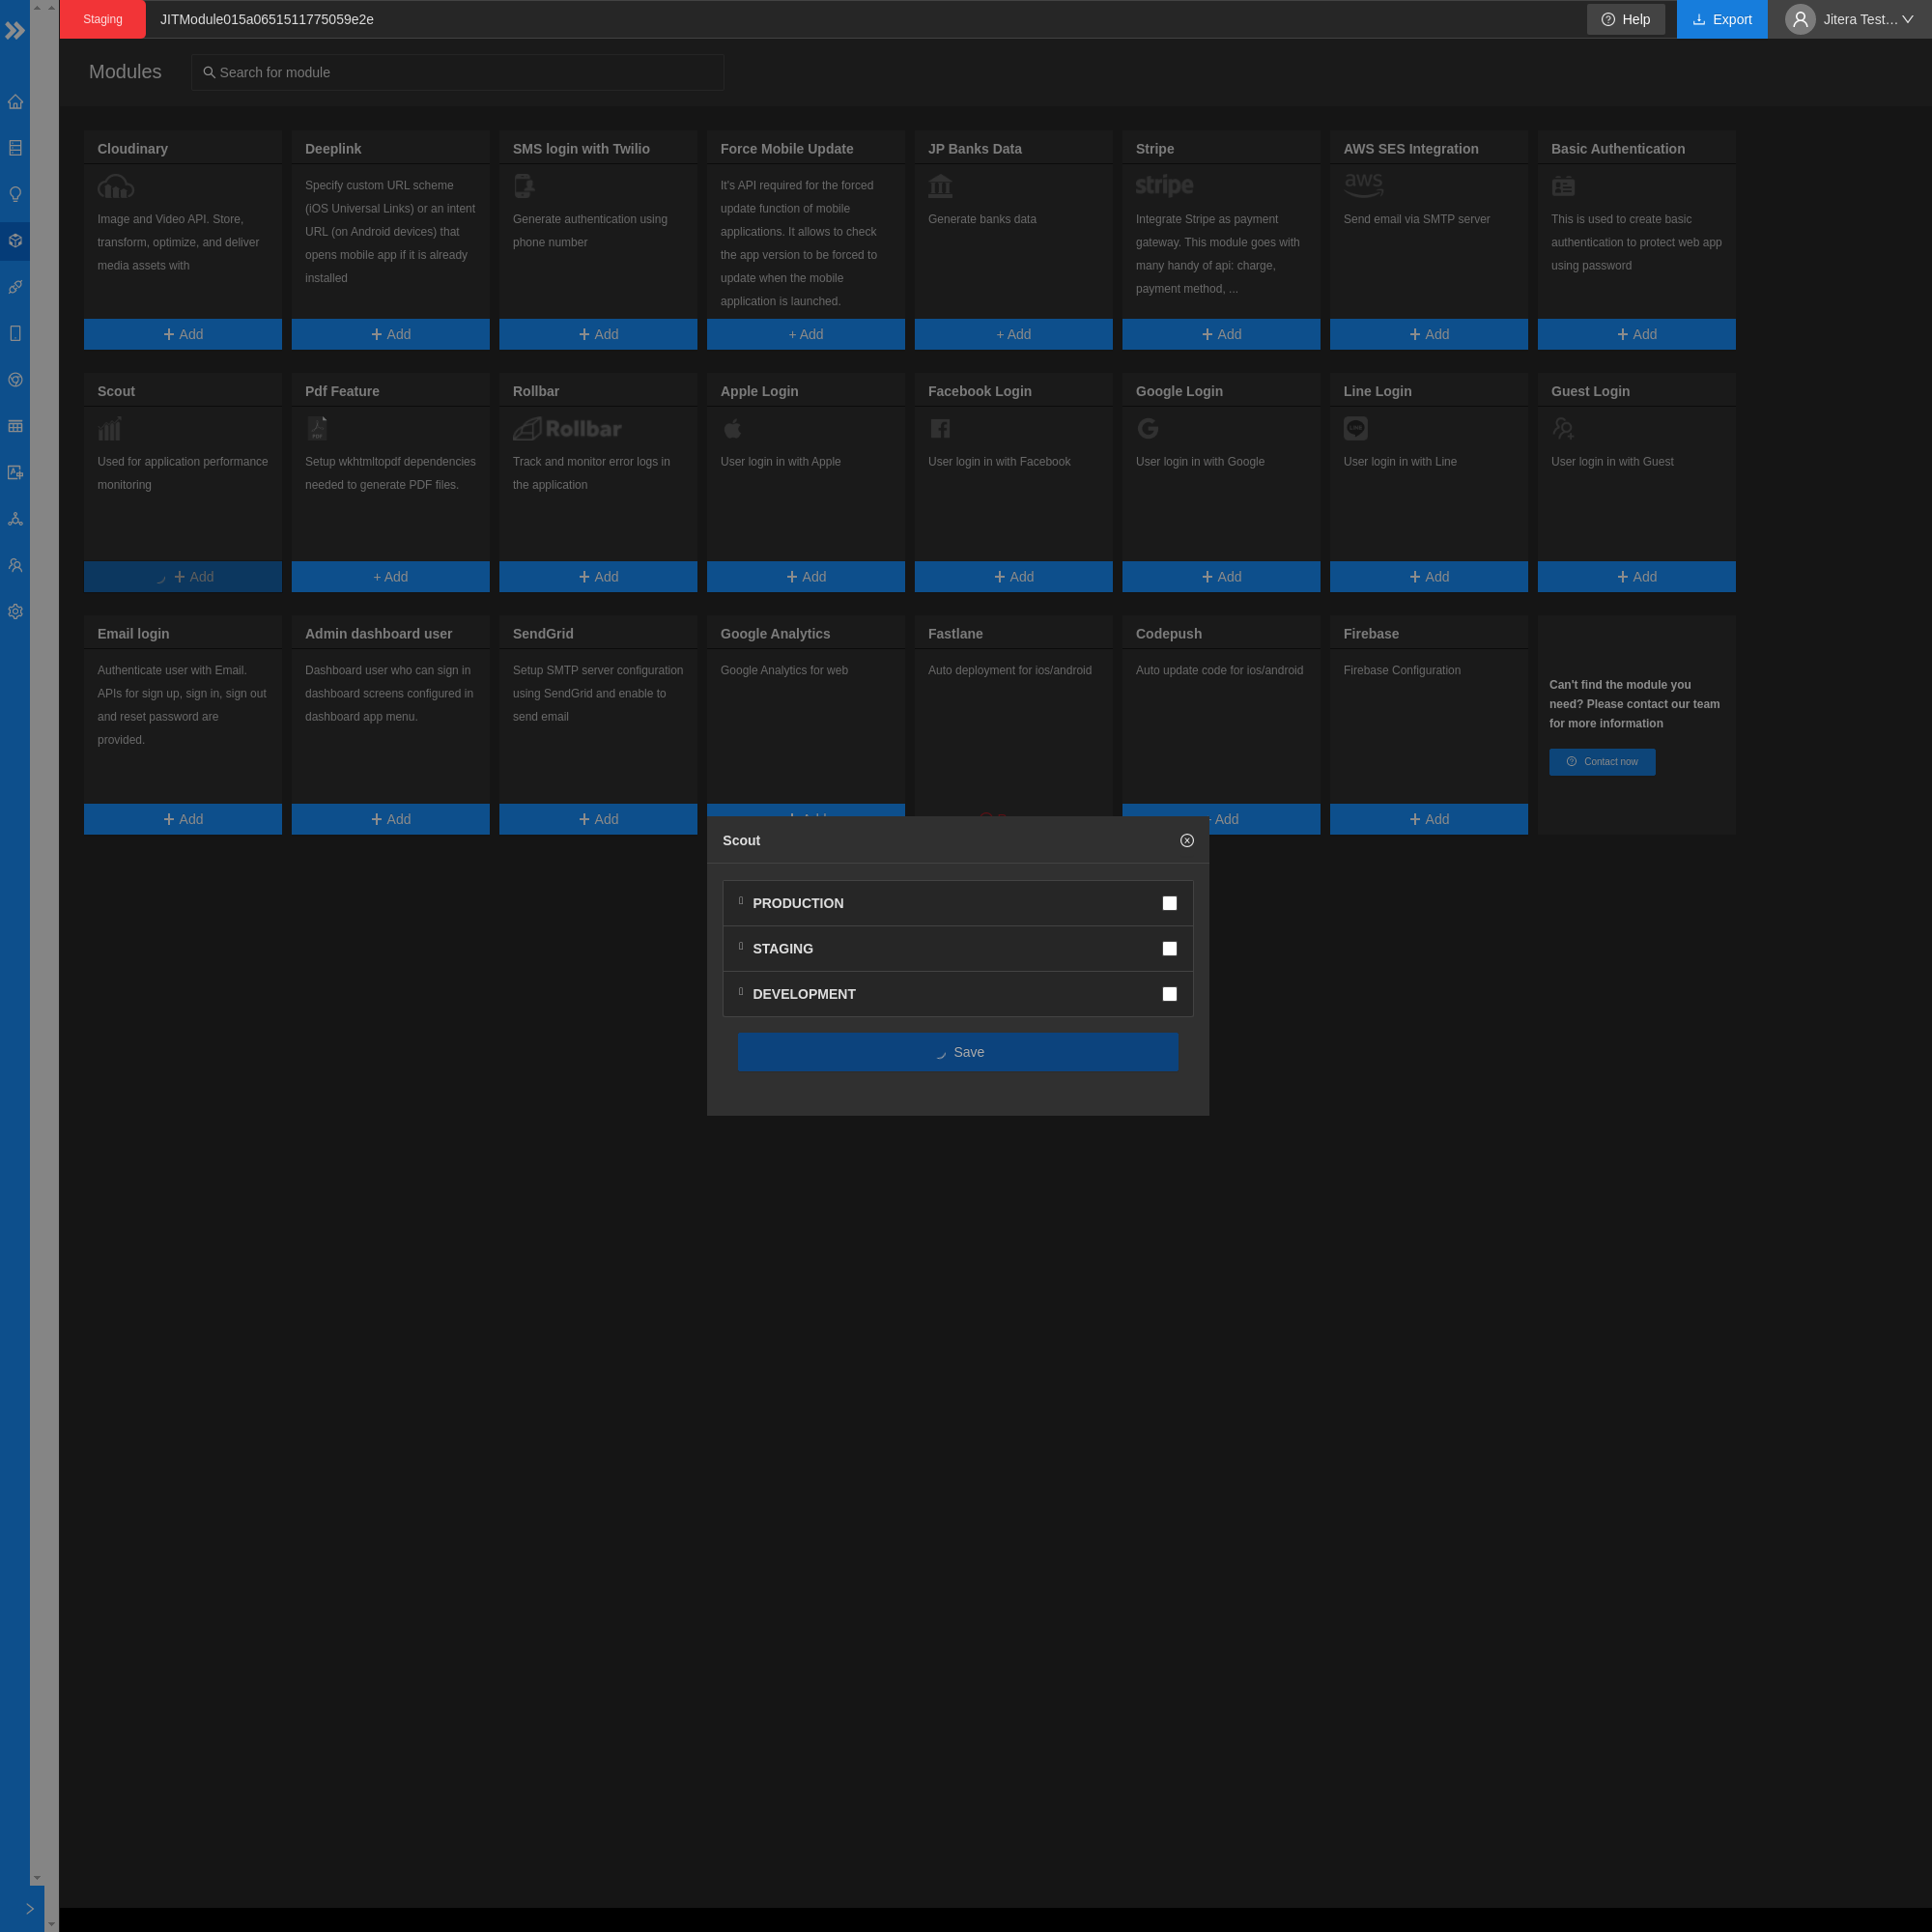 Staging
JITModule015a0651511775059e2e
Help
Export
Jitera Test…
Modules
Search for module
Cloudinary
Image and Video API. Store,
transform, optimize, and deliver
media assets with
Add
Deeplink
Specify custom URL scheme
(iOS Universal Links) or an intent
URL (on Android devices) that
opens mobile app if it is already
installed
Add
SMS login with Twilio
Generate authentication using
phone number
Add
Force Mobile Update
It's API required for the forced
update function of mobile
applications. It allows to check
the app version to be forced to
update when the mobile
application is launched.
+ Add
JP Banks Data
Generate banks data
+ Add
Stripe
stripe
Integrate Stripe as payment
gateway. This module goes with
many handy of api: charge,
payment method, ...
Add
AWS SES Integration
aws
Send email via SMTP server
Add
Basic Authentication
This is used to create basic
authentication to protect web app
using password
Add
Scout
Used for application performance
monitoring
Add
Pdf Feature
PDF
Setup wkhtmltopdf dependencies
needed to generate PDF files.
+ Add
Rollbar
Rollbar
Track and monitor error logs in
the application
Add
Apple Login
User login in with Apple
Add
Facebook Login
User login in with Facebook
Add
Google Login
User login in with Google
Add
Line Login
LINE
User login in with Line
Add
Guest Login
User login in with Guest
Add
Email login
Authenticate user with Email.
APIs for sign up, sign in, sign out
and reset password are
provided.
Add
Admin dashboard user
Dashboard user who can sign in
dashboard screens configured in
dashboard app menu.
Add
SendGrid
Setup SMTP server configuration
using SendGrid and enable to
send email
Add
Google Analytics
Google Analytics for web
Fastlane
Auto deployment for ios/android
Codepush
Auto update code for ios/android
Add
Firebase
Firebase Configuration
Add
Can't find the module you
need? Please contact our team
for more information
Contact now
Scout
PRODUCTION
STAGING
DEVELOPMENT
Save